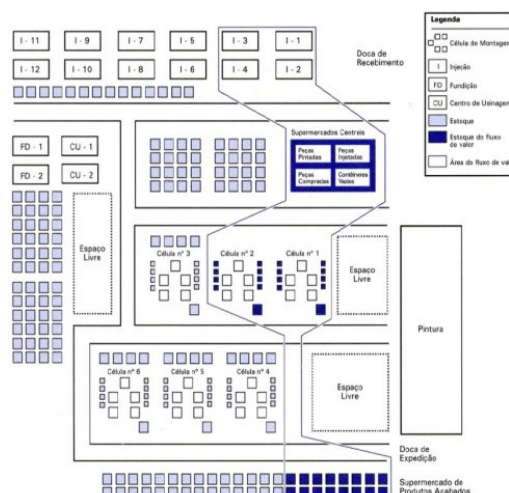 Legenda
Célula de Montagem
I
Injeção
FD
Fundição
CU
Centro de Usinagem
Estoque
Estoque do fluxo
de valor
Área do fluxo de val
I - 11
I - 9
I - 7
I - 5
I - 3
I - 1
Doca de
Recebimento
I - 12
I - 10
I - 8
I - 6
I - 4
I - 2
Supermercados Centrais
Peças
Pintadas
Peças
Injetadas
Peças
Compradas
Contêineres
Vazios
FD - 1
CU - 1
FD - 2
CU - 2
Espaço
Livre
Célula nº 3
Célula nº 2
Célula nº 1
Espaço
Livre
Pintura
Célula nº 6
Célula nº 5
Célula nº 4
Espaço
Livre
Doca de
Expedição
Supermercado de
Produtos Acabados